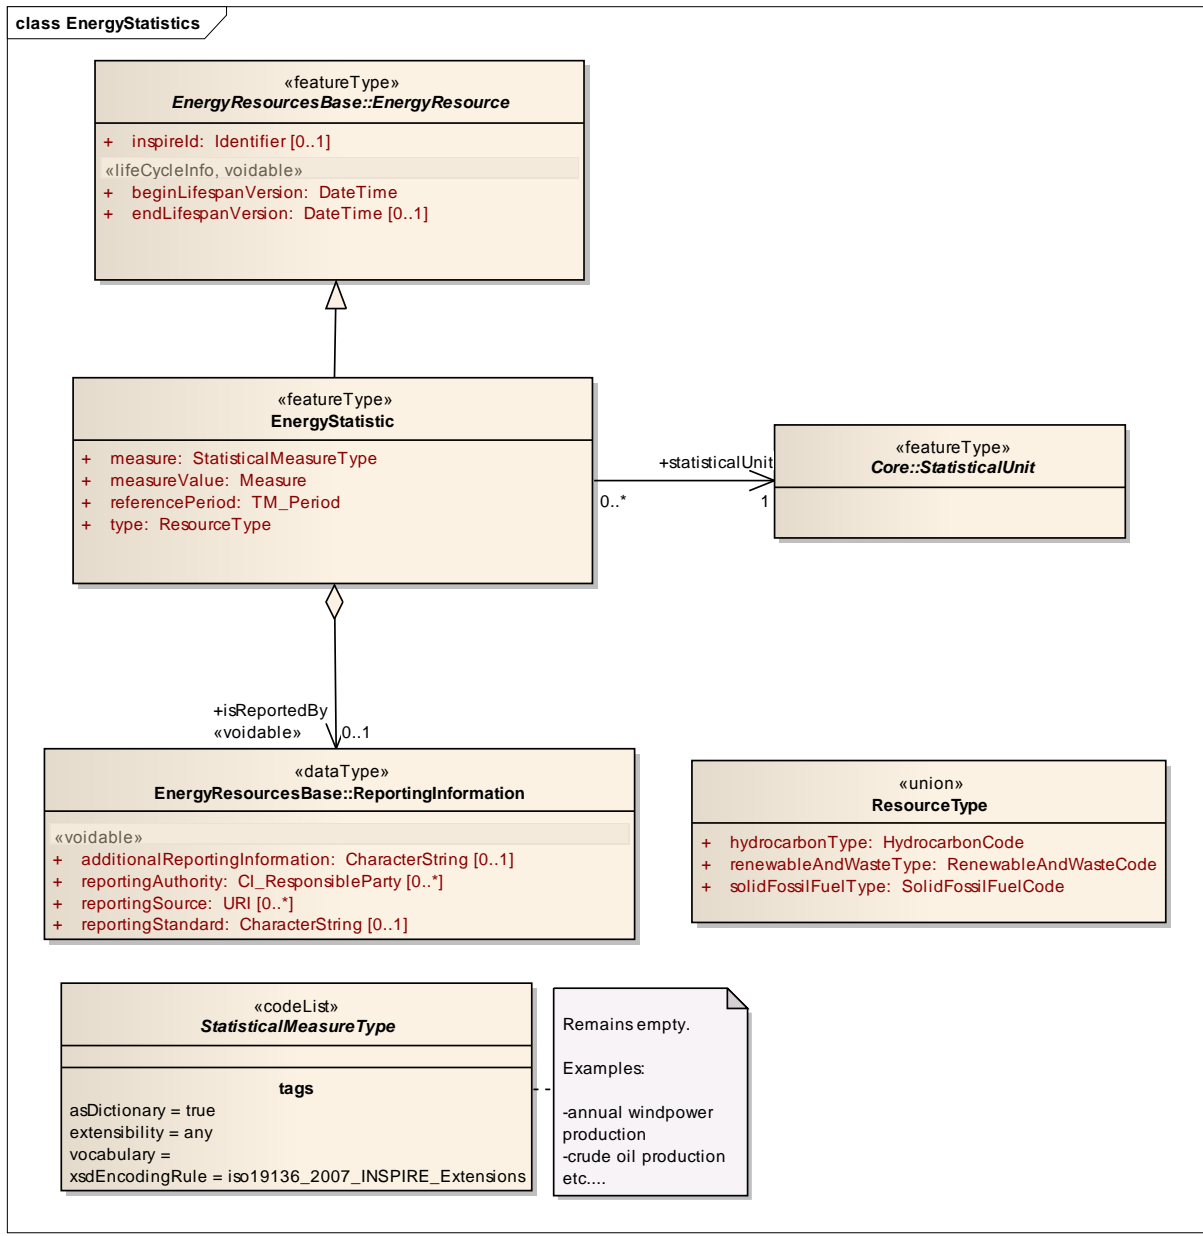 class EnergyStatistics
«featureType»
EnergyResourcesBase::EnergyResource
+ inspireId: Identifier [0..1]
«lifeCycleInfo, voidable»
+ beginLifespanVersion: DateTime
+ endLifespanVersion: DateTime [0..1]
«featureType»
EnergyStatistic
+ measure: StatisticalMeasureType
+ measureValue: Measure
+ referencePeriod: TM_Period
+ type: ResourceType
+statisticalUnit
0..*
1
«featureType»
Core::StatisticalUnit
+isReportedBy
«voidable»
0..1
«dataType»
EnergyResourcesBase::ReportingInformation
«voidable»
+ additionalReportingInformation: CharacterString [0..1]
+ reportingAuthority: CI_ResponsibleParty [0..*]
+ reportingSource: URI [0..*]
+ reportingStandard: CharacterString [0..1]
«union»
ResourceType
+ hydrocarbonType: HydrocarbonCode
+ renewableAndWasteType: RenewableAndWasteCode
+ solidFossilFuelType: SolidFossilFuelCode
«codeList»
StatisticalMeasureType
tags
asDictionary = true
extensibility = any
vocabulary =
xsdEncodingRule = iso19136_2007_INSPIRE_Extensions
Remains empty.
Examples:
-annual windpower
production
-crude oil production
etc....